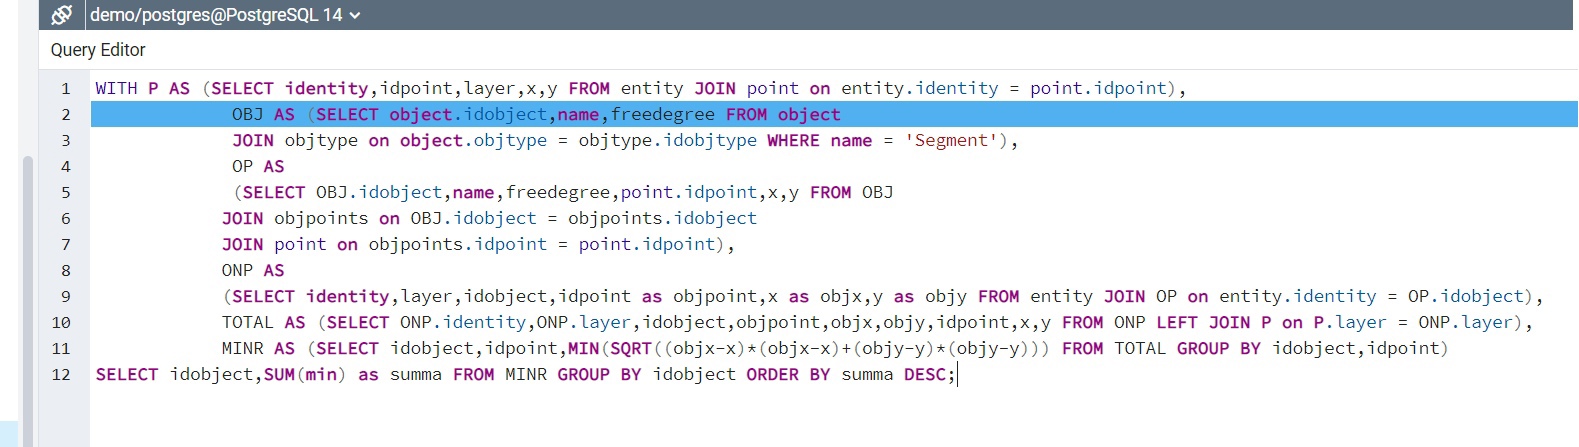 demo/postgres@PostgreSQL 14
Query Editor
1 WITH P AS (SELECT identity,idpoint,layer,x,y FROM entity JOIN point on entity.identity = point.idpoint),
2 OBJ AS (SELECT object.idobject,name,freedegree FROM object
3 JOIN objtype on object.objtype = objtype.idobjtype WHERE name = 'Segment'),
4 OP AS
5 (SELECT OBJ.idobject,name,freedegree,point.idpoint,x,y FROM OBJ
6 JOIN objpoints on OBJ.idobject = objpoints.idobject
7 JOIN point on objpoints.idpoint = point.idpoint),
8 ONP AS
9 (SELECT identity,layer,idobject,idpoint as objpoint,x as objx,y as objy FROM entity JOIN OP on entity.identity = OP.idobject),
10 TOTAL AS (SELECT ONP.identity,ONP.layer,idobject,objpoint,objx,objy,idpoint,x,y FROM ONP LEFT JOIN P on P.layer = ONP.layer),
11 MINR AS (SELECT idobject,idpoint,MIN(SQRT((objx-x)*(objx-x)+(objy-y)*(objy-y))) FROM TOTAL GROUP BY idobject,idpoint)
12 SELECT idobject,SUM(min) as summa FROM MINR GROUP BY idobject ORDER BY summa DESC;